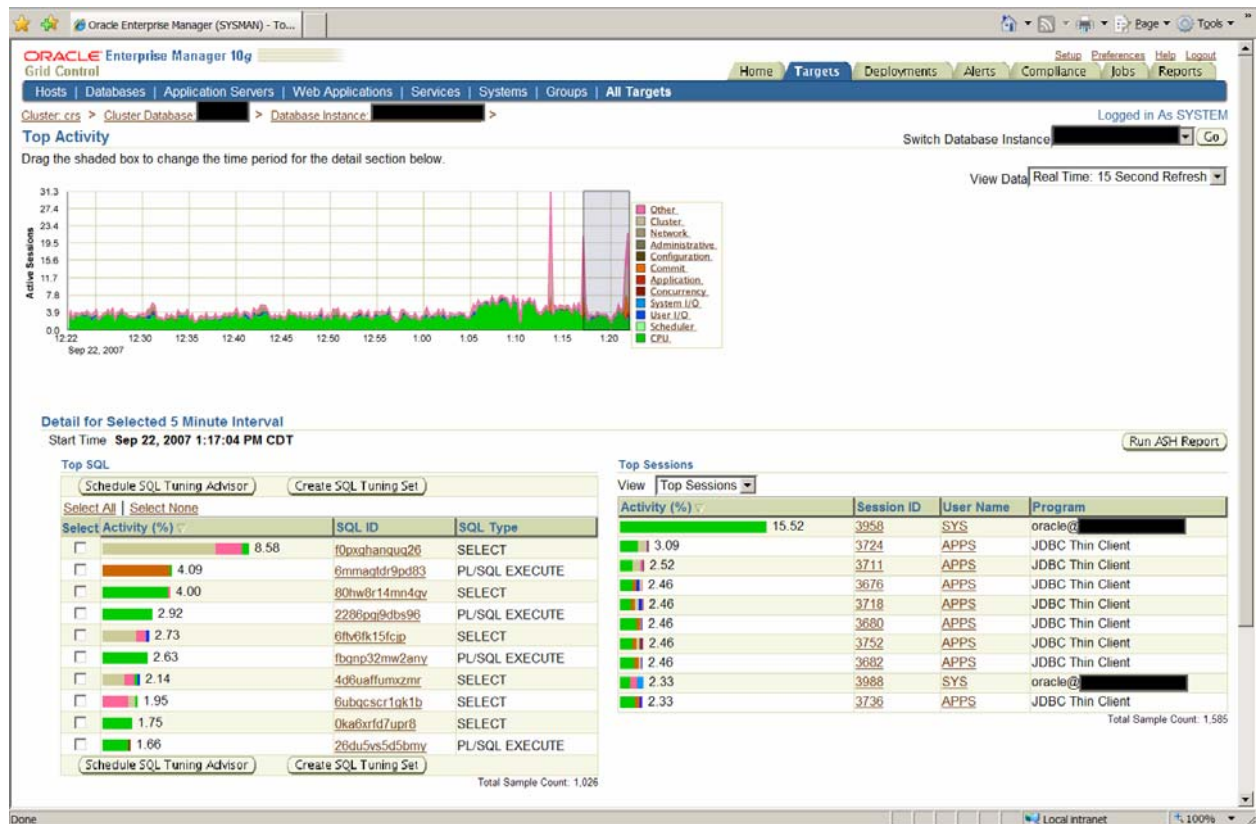 Oracle Enterprise Manager (SYSMAN) - To...
Page Tools
ORACLE Enterprise Manager 10g
Grid Control
Setup Preferences Help Logout
Home Targets Deployments Alerts Compliance Jobs Reports
Hosts | Databases | Application Servers | Web Applications | Services | Systems | Groups | All Targets
Cluster: crs > Cluster Database: > Database Instance: >
Logged in As SYSTEM
Top Activity
Switch Database Instance Go
Drag the shaded box to change the time period for the detail section below.
View Data Real Time: 15 Second Refresh
Active Sessions
31.3
27.4
23.4
19.5
15.6
11.7
7.8
3.9
0.0
12:22 12:30 12:35 12:40 12:45 12:50 12:55 1:00 1:05 1:10 1:15 1:20
Sep 22, 2007
Other
Cluster
Network
Administrative
Configuration
Commit
Application
Concurrency
System I/O
User I/O
Scheduler
CPU
Detail for Selected 5 Minute Interval
Start Time Sep 22, 2007 1:17:04 PM CDT
Run ASH Report
Top SQL
Schedule SQL Tuning Advisor Create SQL Tuning Set
Select All | Select None
Select Activity (%) SQL ID SQL Type
8.58 f0pxghanquq26 SELECT
4.09 6mmagtdr9pd83 PL/SQL EXECUTE
4.00 80hw8r14mn4qv SELECT
2.92 2286pgj9dbs96 PL/SQL EXECUTE
2.73 6ftv6fk15fcjp SELECT
2.63 fbgnp32mw2any PL/SQL EXECUTE
2.14 4d6uaffumxzmr SELECT
1.95 6ubqcscr1gk1b SELECT
1.75 0ka6xrfd7upr8 SELECT
1.66 26du5vs5d5bmy PL/SQL EXECUTE
Schedule SQL Tuning Advisor Create SQL Tuning Set
Total Sample Count: 1,026
Top Sessions
View Top Sessions
Activity (%) Session ID User Name Program
15.52 3958 SYS oracle@
3.09 3724 APPS JDBC Thin Client
2.52 3711 APPS JDBC Thin Client
2.46 3676 APPS JDBC Thin Client
2.46 3718 APPS JDBC Thin Client
2.46 3680 APPS JDBC Thin Client
2.46 3752 APPS JDBC Thin Client
2.46 3682 APPS JDBC Thin Client
2.33 3988 SYS oracle@
2.33 3736 APPS JDBC Thin Client
Total Sample Count: 1,585
Done
Local intranet
100%